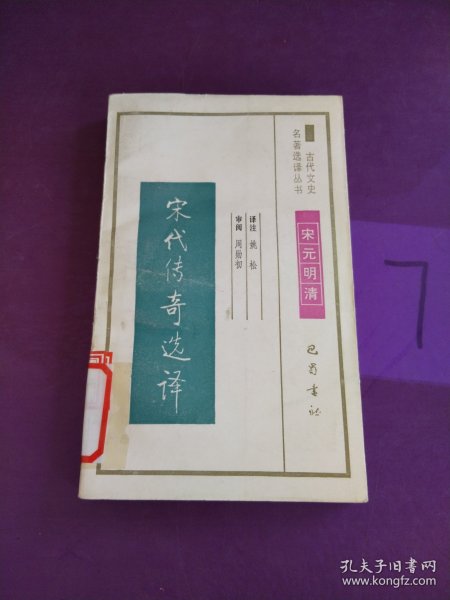 古代文史
名著选译丛书
宋元明清
巴蜀书社
译注 姚松
审阅 周勋初
宋代传奇选译
7
孔夫子旧书网
www.kongfz.com